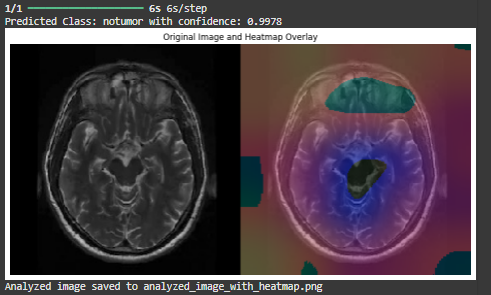 1/1 ━━━━━━━━━━━━━━━━━━━━ 6s 6s/step
Predicted Class: notumor with confidence: 0.9978
Original Image and Heatmap Overlay
Analyzed image saved to analyzed_image_with_heatmap.png